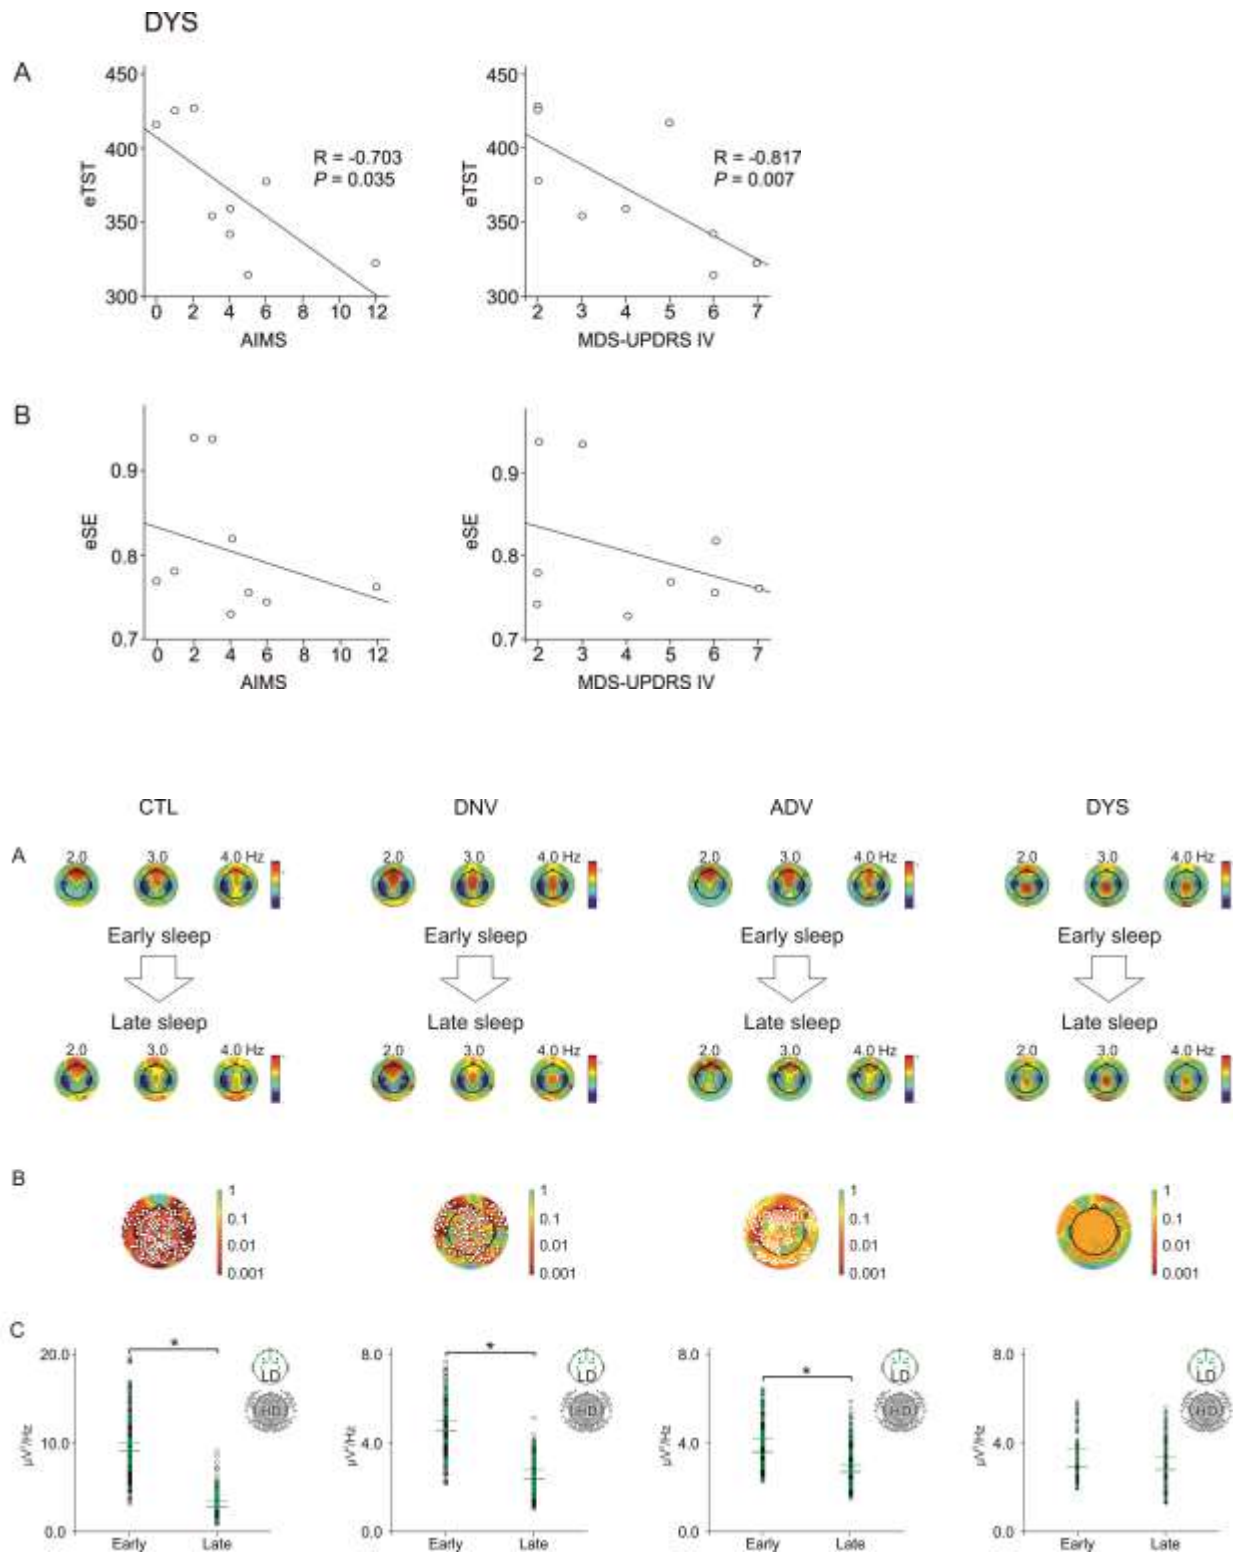 DYS
A
450
400
350
300
eTST
R = -0.703
P = 0.035
0 2 4 6 8 10 12
AIMS
450
400
350
300
eTST
R = -0.817
P = 0.007
2 3 4 5 6 7
MDS-UPDRS IV
B
0.9
0.8
0.7
eSE
0 2 4 6 8 10 12
AIMS
0.9
0.8
0.7
eSE
2 3 4 5 6 7
MDS-UPDRS IV
CTL DNV ADV DYS
A
2.0 3.0 4.0 Hz 2.0 3.0 4.0 Hz 2.0 3.0 4.0 Hz 2.0 3.0 4.0 Hz
Early sleep Early sleep Early sleep Early sleep
Late sleep Late sleep Late sleep Late sleep
2.0 3.0 4.0 Hz 2.0 3.0 4.0 Hz 2.0 3.0 4.0 Hz 2.0 3.0 4.0 Hz
B
1 1 1 1
0.1 0.1 0.1 0.1
0.01 0.01 0.01 0.01
0.001 0.001 0.001 0.001
C
20.0 * LD 8.0 * LD 8.0 * LD 8.0 LD
HD HD HD HD
10.0 4.0 4.0 4.0
µV²/Hz µV²/Hz µV²/Hz µV²/Hz
0.0 0.0 0.0 0.0
Early Late Early Late Early Late Early Late